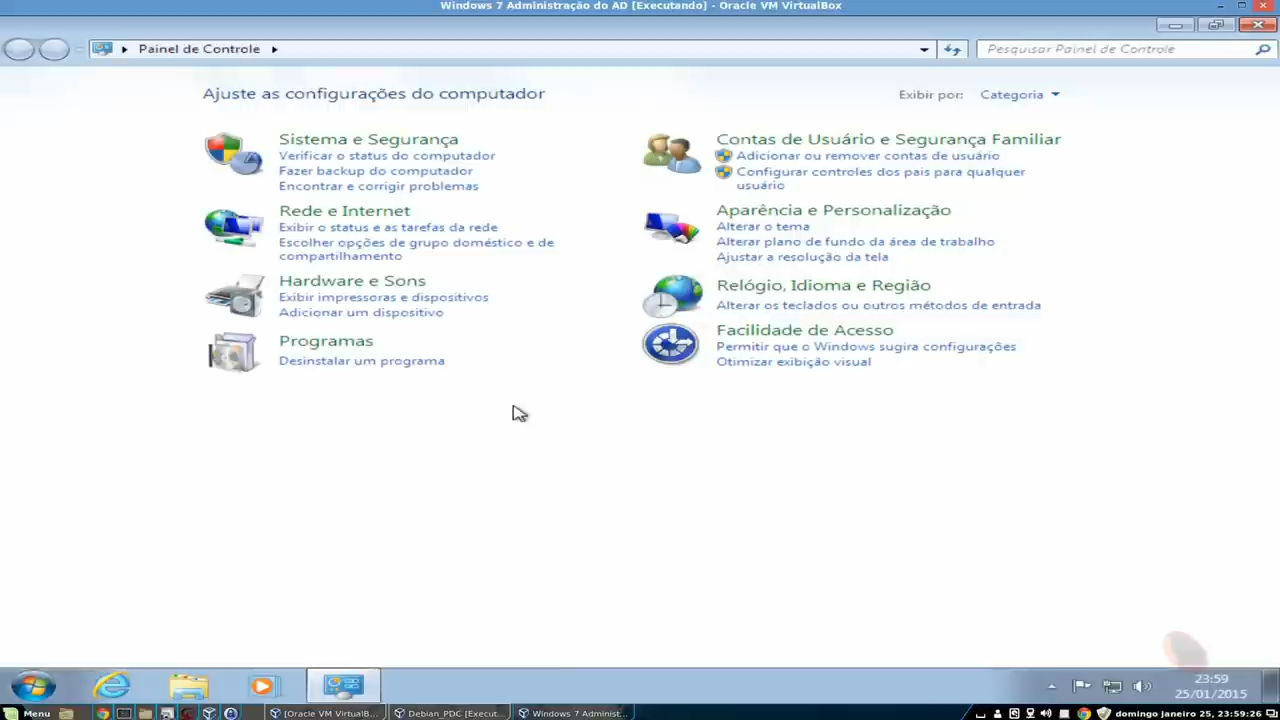 Windows 7 Administração do AD [Executando] - Oracle VM VirtualBox
Painel de Controle
Pesquisar Painel de Controle
Ajuste as configurações do computador
Exibir por: Categoria
Sistema e Segurança
Verificar o status do computador
Fazer backup do computador
Encontrar e corrigir problemas
Rede e Internet
Exibir o status e as tarefas da rede
Escolher opções de grupo doméstico e de
compartilhamento
Hardware e Sons
Exibir impressoras e dispositivos
Adicionar um dispositivo
Programas
Desinstalar um programa
Contas de Usuário e Segurança Familiar
Adicionar ou remover contas de usuário
Configurar controles dos pais para qualquer
usuário
Aparência e Personalização
Alterar o tema
Alterar plano de fundo da área de trabalho
Ajustar a resolução da tela
Relógio, Idioma e Região
Alterar os teclados ou outros métodos de entrada
Facilidade de Acesso
Permitir que o Windows sugira configurações
Otimizar exibição visual
23:59
25/01/2015
Menu
[Oracle VM VirtualB...
Debian_PDC [Execut...
Windows 7 Administ...
domingo Janeiro 25, 23:59:26